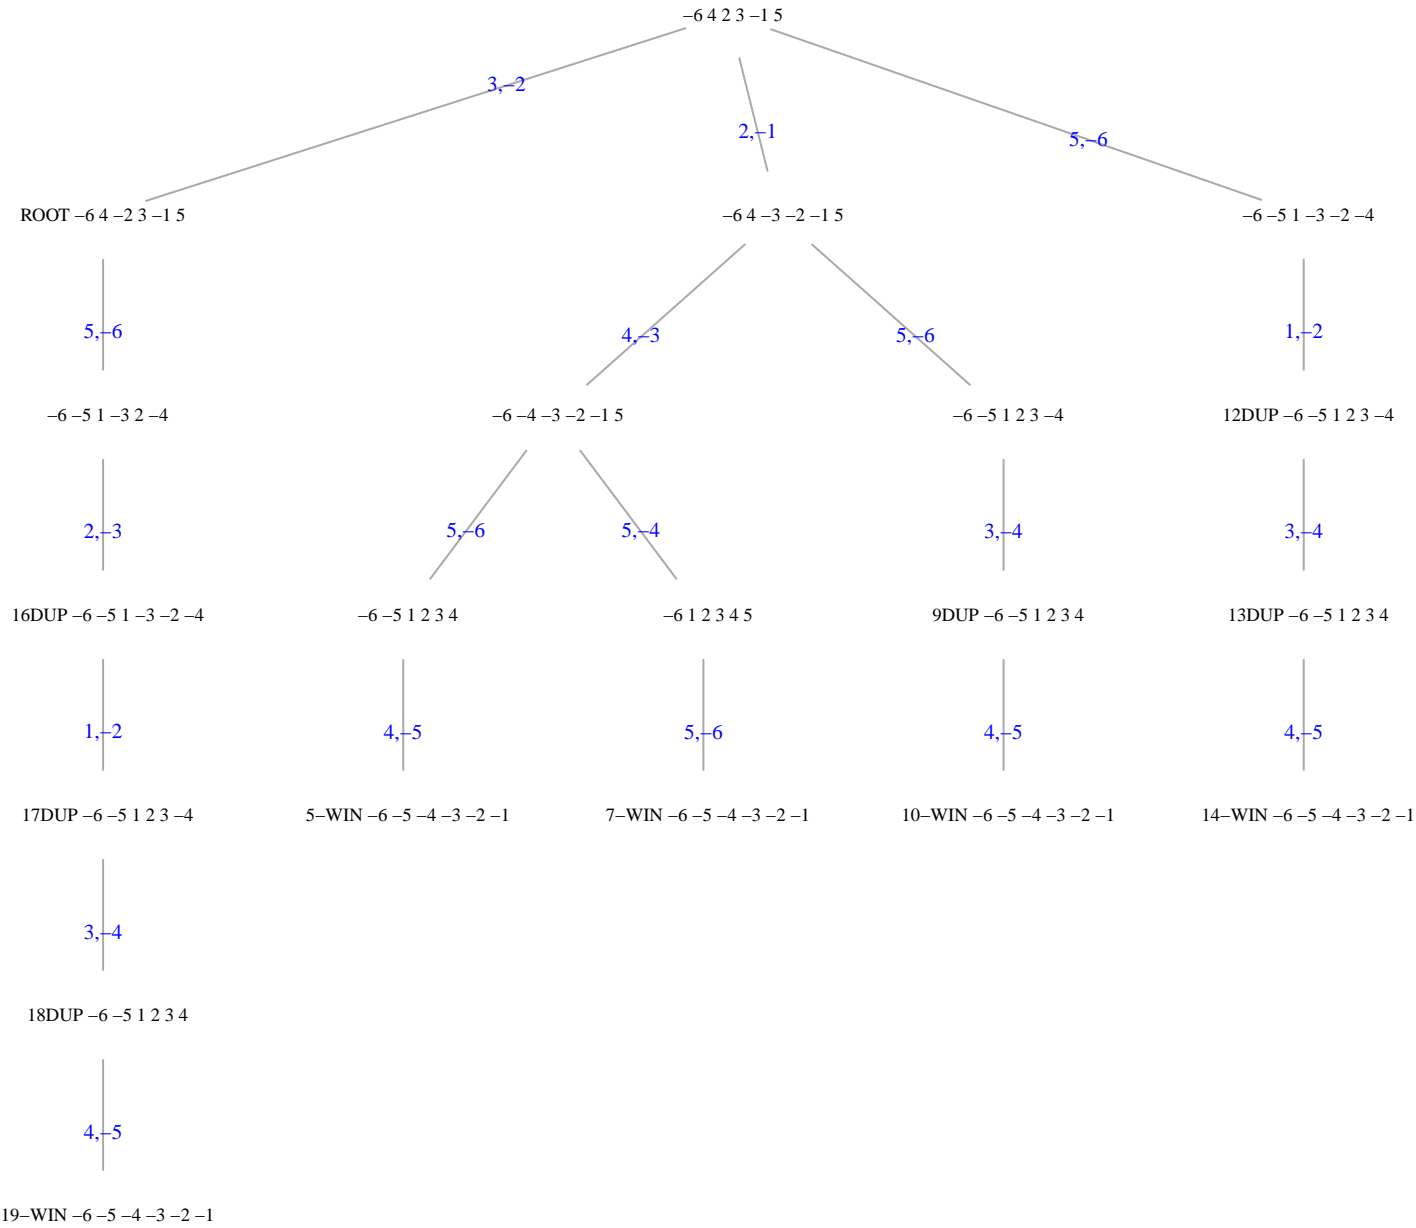 –6 4 2 3 –1 5
3,–2
2,–1
5,–6
ROOT –6 4 –2 3 –1 5
–6 4 –3 –2 –1 5
–6 –5 1 –3 –2 –4
5,–6
4,–3
5,–6
1,–2
–6 –5 1 –3 2 –4
–6 –4 –3 –2 –1 5
–6 –5 1 2 3 –4
12DUP –6 –5 1 2 3 –4
2,–3
5,–6
5,–4
3,–4
3,–4
16DUP –6 –5 1 –3 –2 –4
–6 –5 1 2 3 4
–6 1 2 3 4 5
9DUP –6 –5 1 2 3 4
13DUP –6 –5 1 2 3 4
1,–2
4,–5
5,–6
4,–5
4,–5
17DUP –6 –5 1 2 3 –4
5–WIN –6 –5 –4 –3 –2 –1
7–WIN –6 –5 –4 –3 –2 –1
10–WIN –6 –5 –4 –3 –2 –1
14–WIN –6 –5 –4 –3 –2 –1
3,–4
18DUP –6 –5 1 2 3 4
4,–5
19–WIN –6 –5 –4 –3 –2 –1